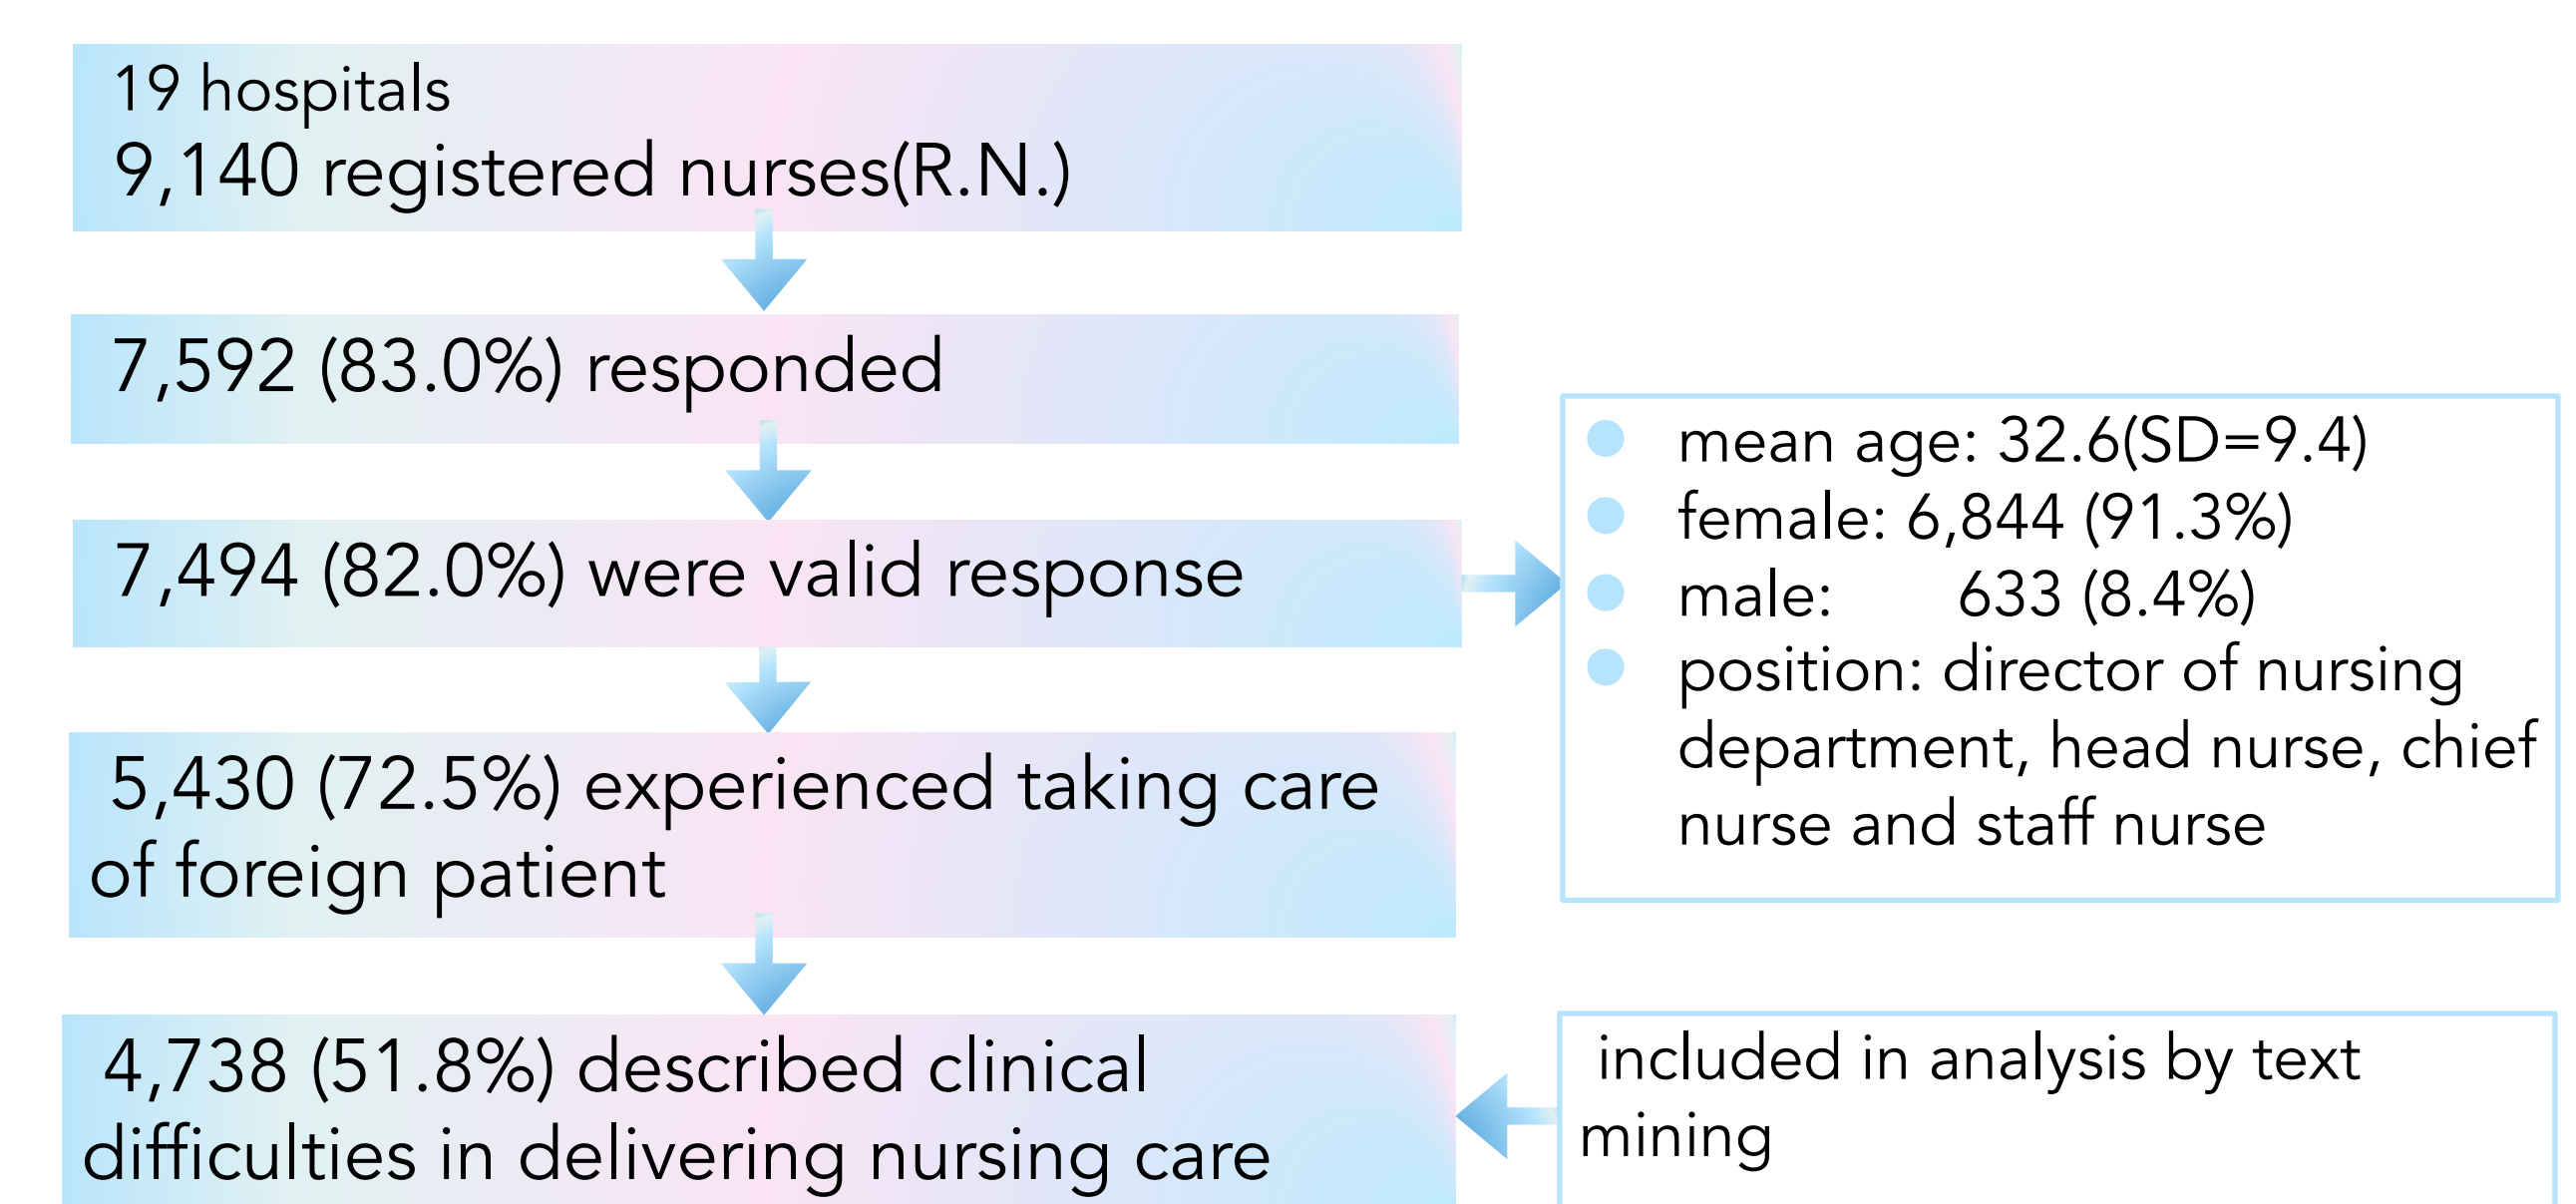 19 hospitals
9,140 registered nurses(R.N.)
7,592 (83.0%) responded
7,494 (82.0%) were valid response
mean age: 32.6(SD=9.4)
female: 6,844 (91.3%)
male: 633 (8.4%)
position: director of nursing
department, head nurse, chief
nurse and staff nurse
5,430 (72.5%) experienced taking care
of foreign patient
4,738 (51.8%) described clinical
difficulties in delivering nursing care
included in analysis by text
mining